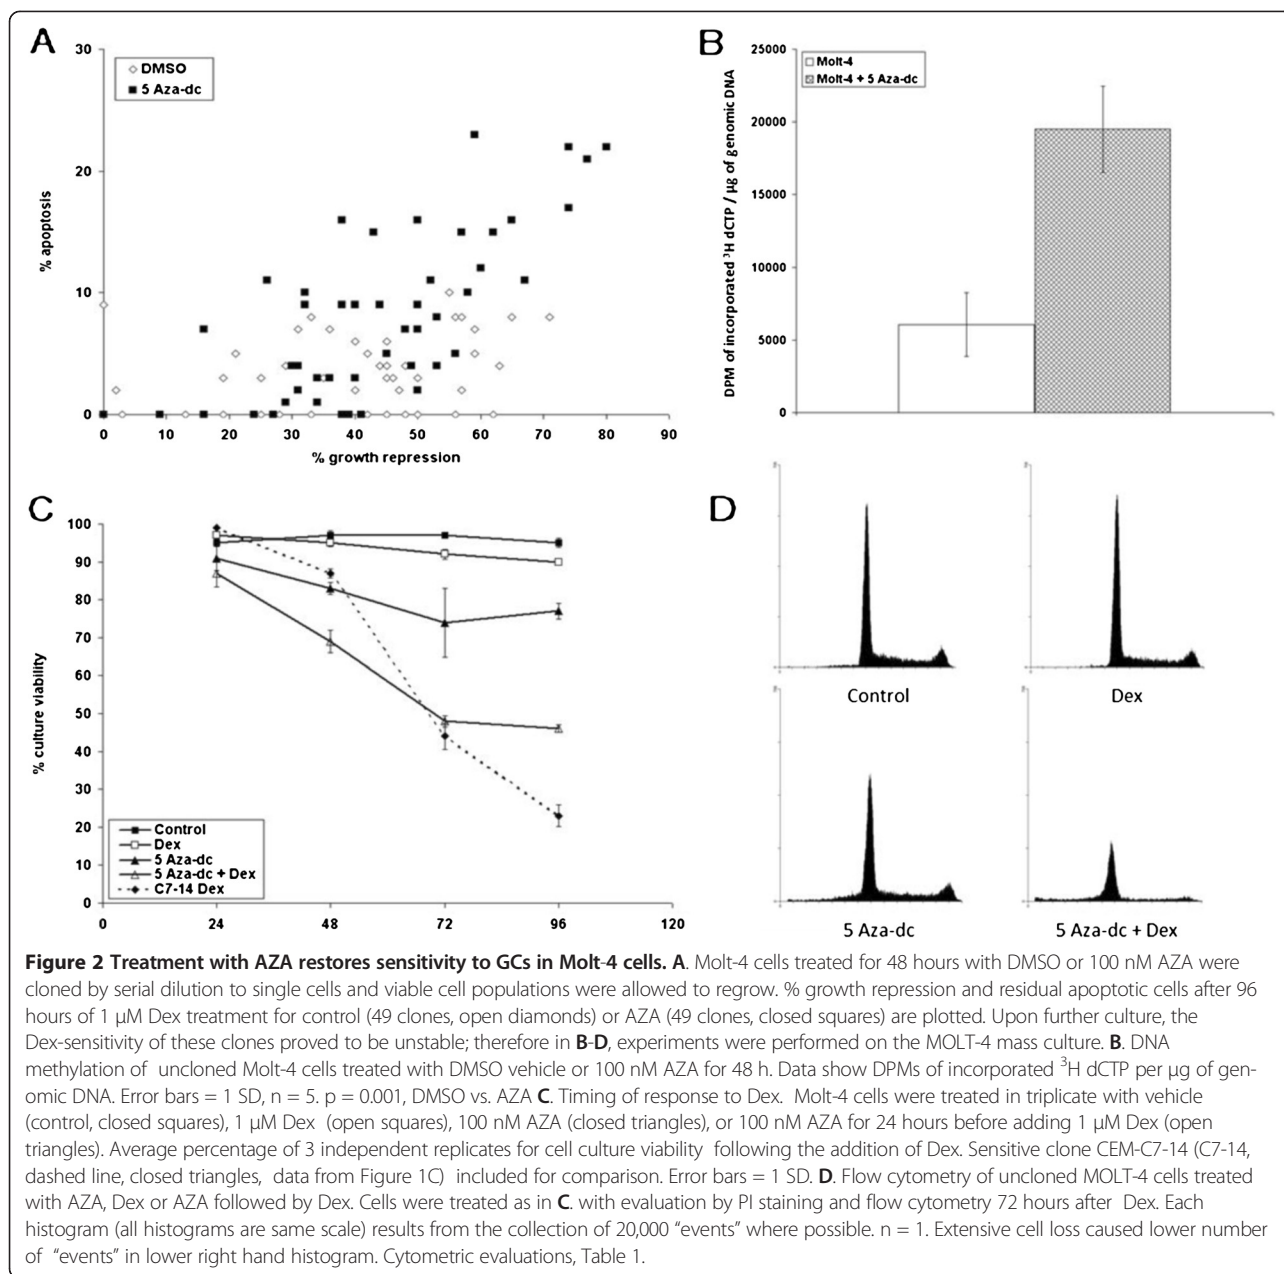 A
30
20
10
0
% apoptosis
DMSO
5 Aza-dc
0 10 20 30 40 50 60 70 80 90
% growth repression
B
25000
20000
15000
10000
5000
0
DPM of incorporated ³H dCTP / µg of genomic DNA
Molt-4
Molt-4 + 5 Aza-dc
C
100
90
80
70
60
50
40
30
20
10
0
% culture viability
Control
Dex
5 Aza-dc
5 Aza-dc + Dex
C7-14 Dex
0 24 48 72 96 120
D
Control
Dex
5 Aza-dc
5 Aza-dc + Dex
Figure 2 Treatment with AZA restores sensitivity to GCs in Molt-4 cells. A. Molt-4 cells treated for 48 hours with DMSO or 100 nM AZA were
cloned by serial dilution to single cells and viable cell populations were allowed to regrow. % growth repression and residual apoptotic cells after 96
hours of 1 µM Dex treatment for control (49 clones, open diamonds) or AZA (49 clones, closed squares) are plotted. Upon further culture, the
Dex-sensitivity of these clones proved to be unstable; therefore in B-D, experiments were performed on the MOLT-4 mass culture. B. DNA
methylation of uncloned Molt-4 cells treated with DMSO vehicle or 100 nM AZA for 48 h. Data show DPMs of incorporated ³H dCTP per µg of gen-
omic DNA. Error bars = 1 SD, n = 5. p = 0.001, DMSO vs. AZA C. Timing of response to Dex. Molt-4 cells were treated in triplicate with vehicle
(control, closed squares), 1 µM Dex (open squares), 100 nM AZA (closed triangles), or 100 nM AZA for 24 hours before adding 1 µM Dex (open
triangles). Average percentage of 3 independent replicates for cell culture viability following the addition of Dex. Sensitive clone CEM-C7-14 (C7-14,
dashed line, closed triangles, data from Figure 1C) included for comparison. Error bars = 1 SD. D. Flow cytometry of uncloned MOLT-4 cells treated
with AZA, Dex or AZA followed by Dex. Cells were treated as in C. with evaluation by PI staining and flow cytometry 72 hours after Dex. Each
histogram (all histograms are same scale) results from the collection of 20,000 “events” where possible. n = 1. Extensive cell loss caused lower number
of “events” in lower right hand histogram. Cytometric evaluations, Table 1.